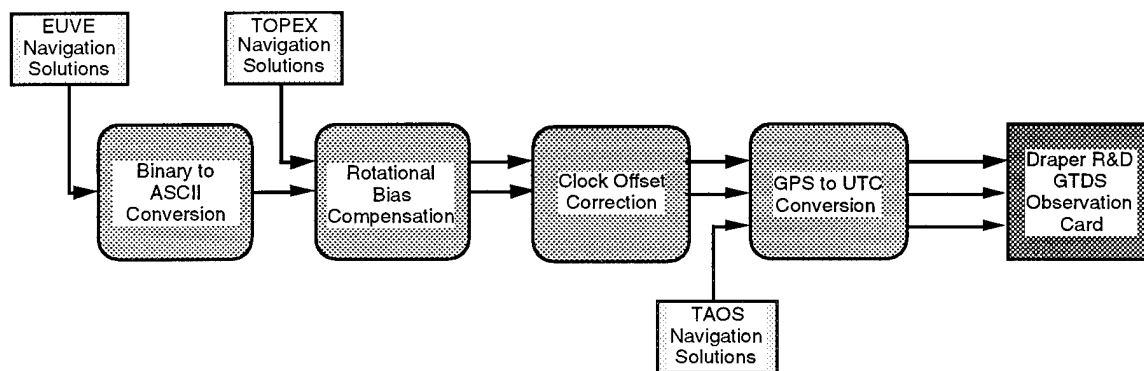 EUVE
Navigation
Solutions
TOPEX
Navigation
Solutions
Binary to
ASCII
Conversion
Rotational
Bias
Compensation
Clock Offset
Correction
GPS to UTC
Conversion
Draper R&D
GTDS
Observation
Card
TAOS
Navigation
Solutions